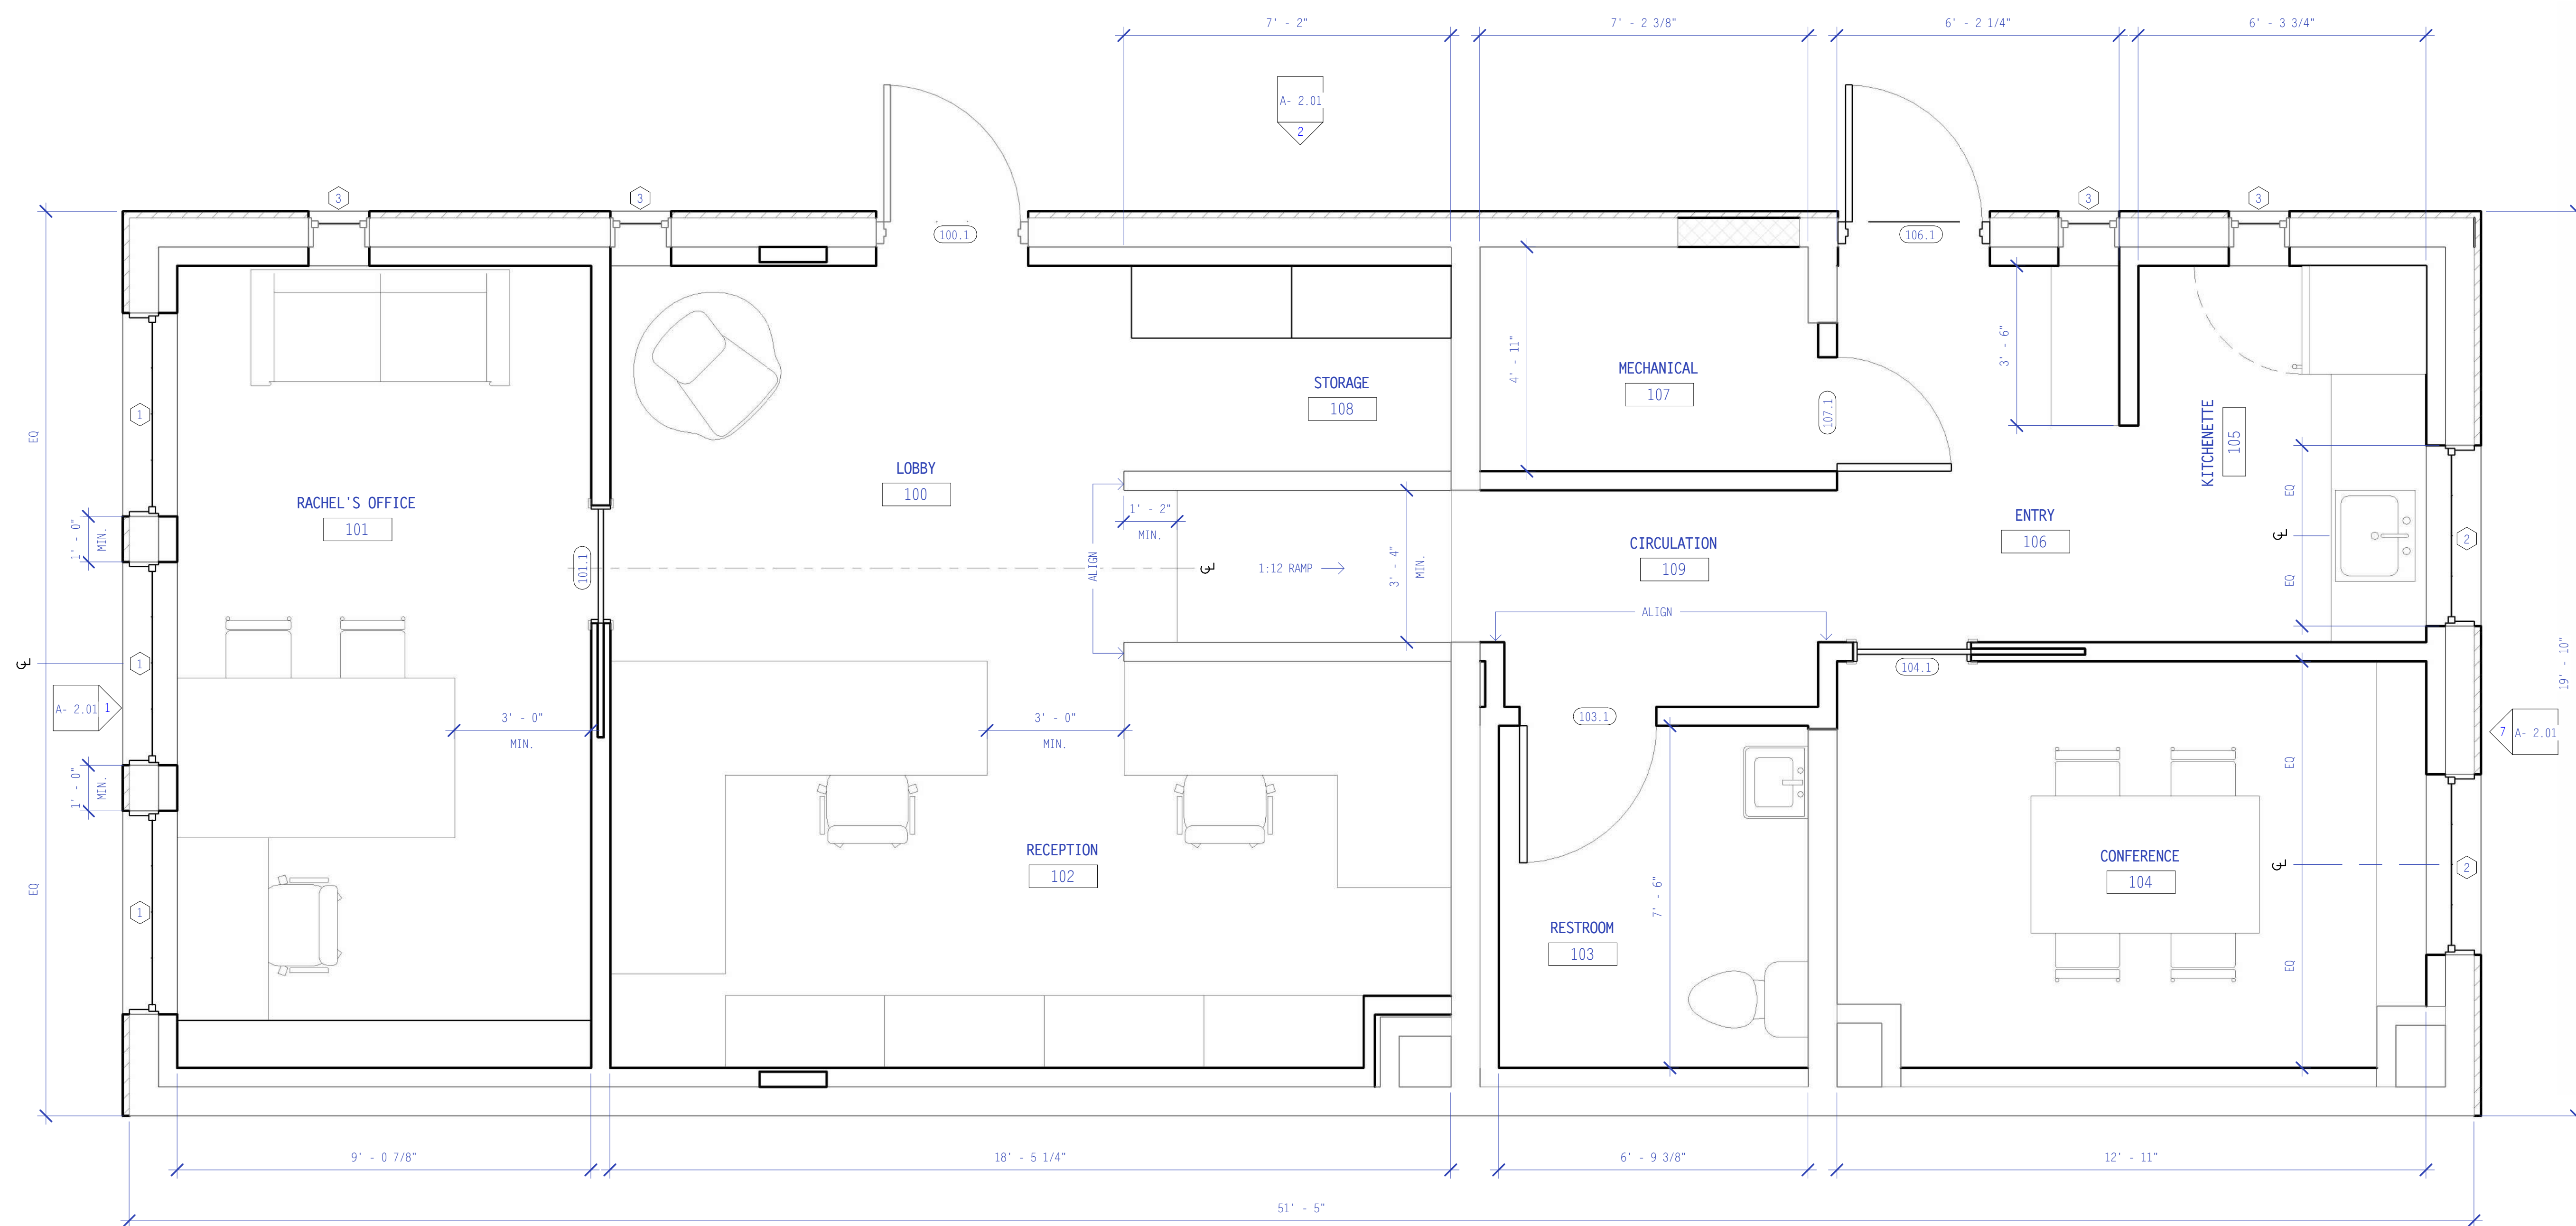 7' - 2"
7' - 2 3/8"
6' - 2 1/4"
6' - 3 3/4"
A- 2.01
2
3
3
3
3
100.1
106.1
3' - 6"
4' - 11"
MECHANICAL
107
107.1
STORAGE
108
1
EQ
KITCHENETTE
105
LOBBY
100
RACHEL'S OFFICE
101
1' - 0"
MIN.
1' - 2"
MIN.
EQ
ENTRY
106
2
CIRCULATION
109
101.1
ALIGN
1:12 RAMP
3' - 4"
MIN.
EQ
ALIGN
1
104.1
19' - 10"
A- 2.01
1
3' - 0"
MIN.
3' - 0"
MIN.
103.1
7
A- 2.01
1' - 0"
MIN.
EQ
RECEPTION
102
CONFERENCE
104
2
EQ
1
7' - 6"
RESTROOM
103
EQ
9' - 0 7/8"
18' - 5 1/4"
6' - 9 3/8"
12' - 11"
51' - 5"